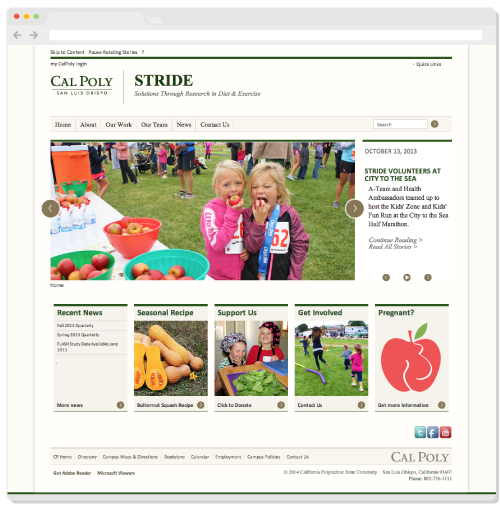 Skip to Content Pause Rotating Stories ?
my CalPoly login
- Quick Links
CAL POLY
SAN LUIS OBISPO
STRIDE
Solutions Through Research in Diet & Exercise
Home About Our Work Our Team News Contact Us
Search
OCTOBER 13, 2013
STRIDE VOLUNTEERS AT
CITY TO THE SEA
A-Team and Health
Ambassadors teamed up to
host the Kids' Zone and Kids'
Fun Run at the City to the Sea
Half Marathon.
Continue Reading >
Read All Stories >
62
Home
Recent News
Fall 2013 Quarterly
Spring 2013 Quarterly
FLASH Study Data Available June
2013
More news
Seasonal Recipe
Butternut Squash Recipe
Support Us
Click to Donate
Get Involved
Contact Us
Pregnant?
Get more information
CP Home Directory Campus Maps & Directions Bookstore Calendar Employment Campus Policies Contact Us
CAL POLY
Get Adobe Reader Microsoft Viewers
© 2014 California Polytechnic State University San Luis Obispo, California 93407
Phone: 805-756-1111